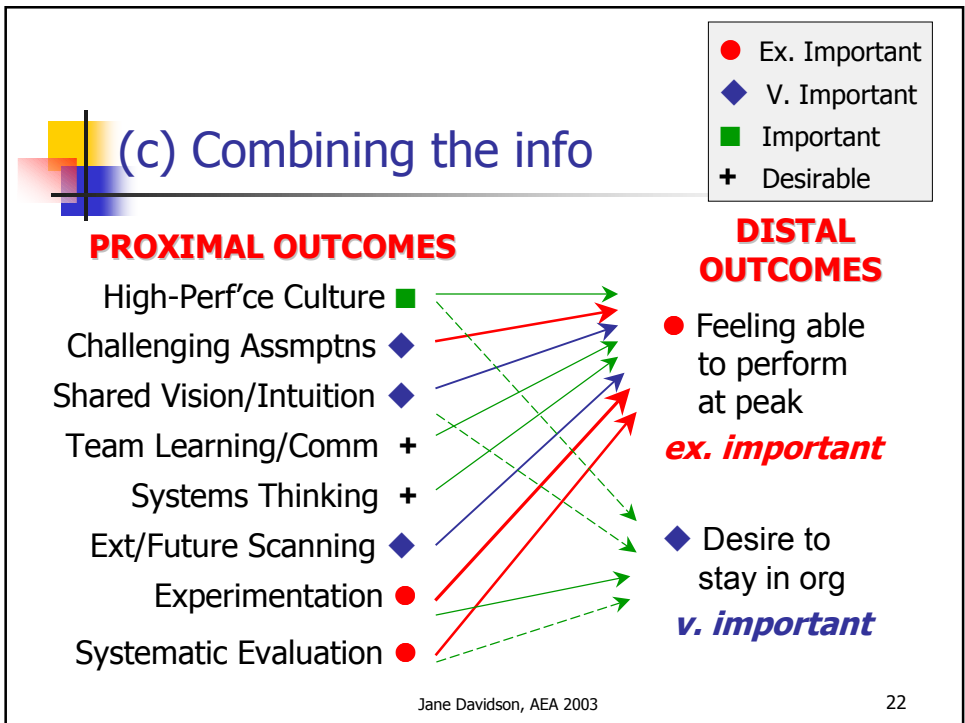 ● Ex. Important
◆ V. Important
■ Important
+ Desirable
(c) Combining the info
PROXIMAL OUTCOMES
High-Perf'ce Culture ■
Challenging Assmptns ◆
Shared Vision/Intuition ◆
Team Learning/Comm +
Systems Thinking +
Ext/Future Scanning ◆
Experimentation ●
Systematic Evaluation ●
DISTAL
OUTCOMES
● Feeling able
to perform
at peak
ex. important
◆ Desire to
stay in org
v. important
Jane Davidson, AEA 2003
22